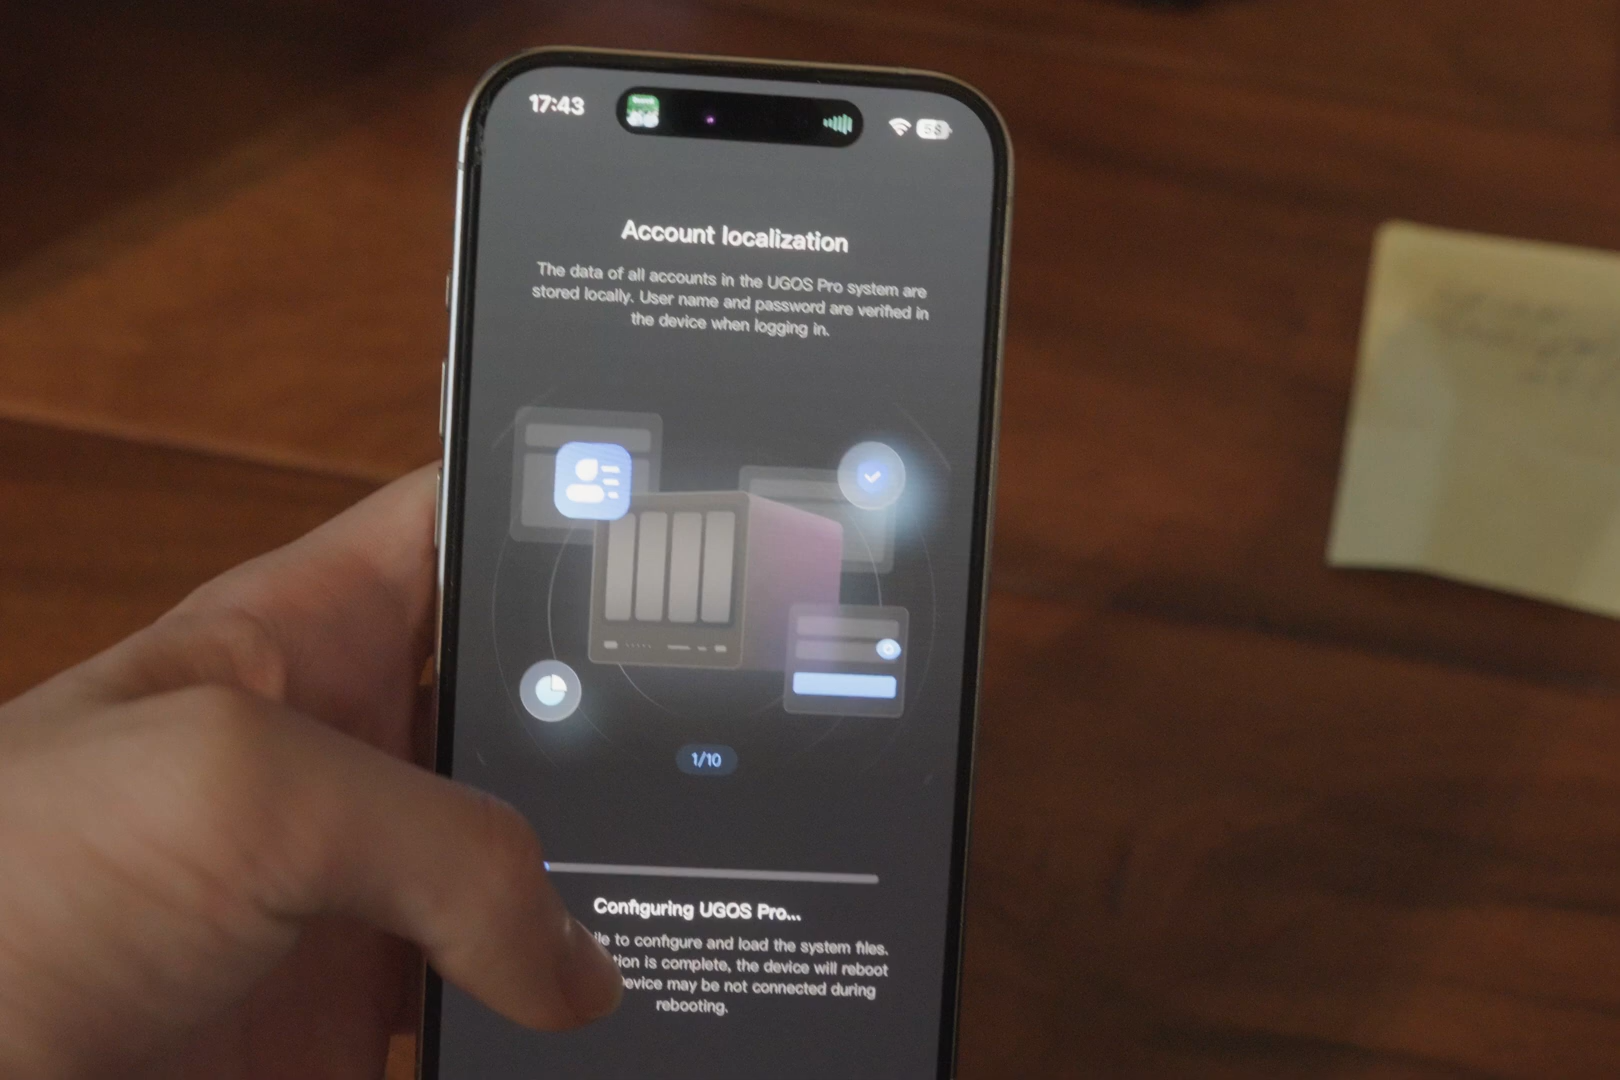 17:43
58
Account localization
The data of all accounts in the UGOS Pro system are
stored locally. User name and password are verified in
the device when logging in.
1/10
Configuring UGOS Pro...
to configure and load the system files.
is complete, the device will reboot
may be not connected during
rebooting.